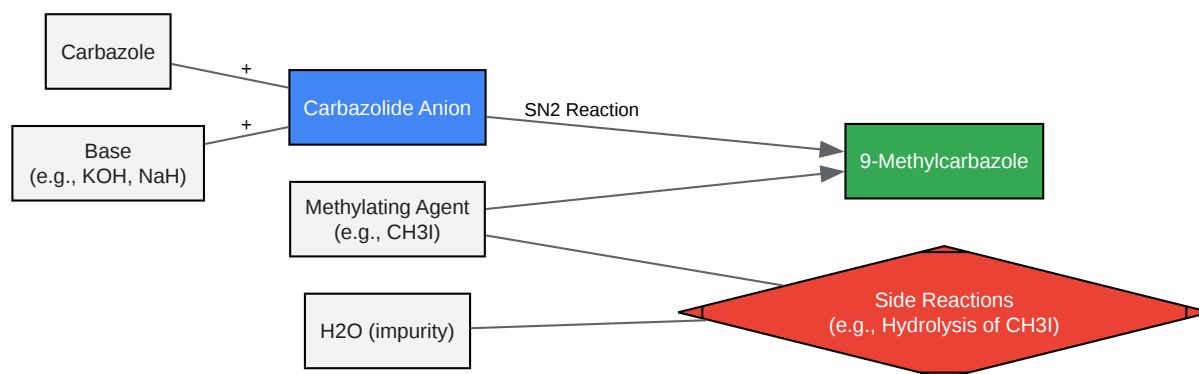 Carbazole
+
Base
(e.g., KOH, NaH)
+
Carbazolide Anion
SN2 Reaction
9-Methylcarbazole
Methylating Agent
(e.g., CH3I)
H2O (impurity)
Side Reactions
(e.g., Hydrolysis of CH3I)